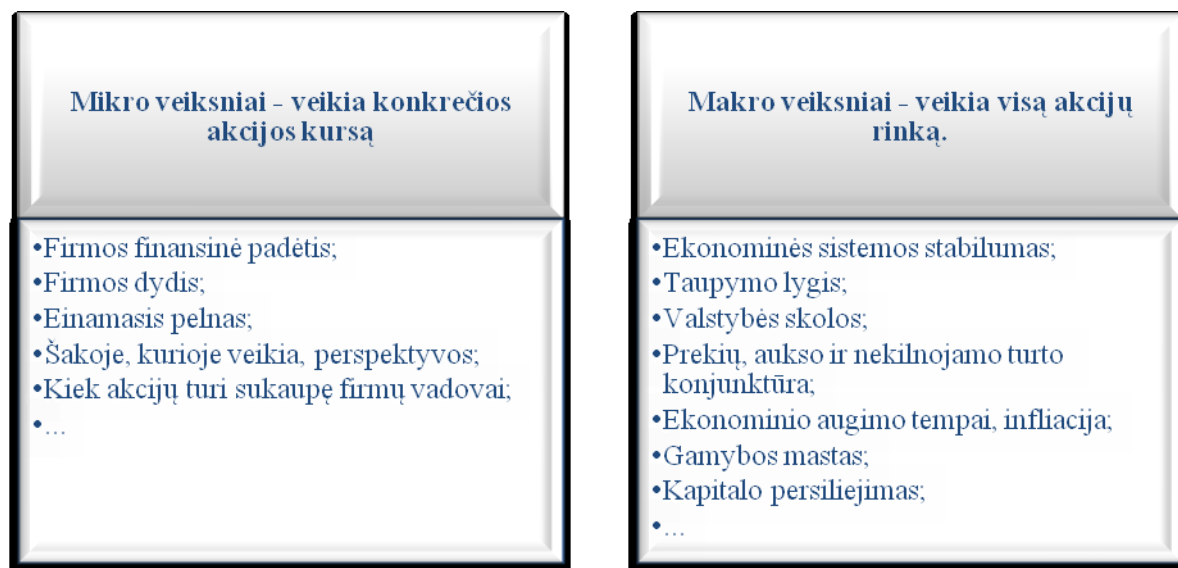 Mikro veiksniai - veikia konkrečios
akcijos kursą
•Firmos finansinė padėtis;
•Firmos dydis;
•Einamasis pelnas;
•Šakoje, kurioje veikia, perspektyvos;
•Kiek akcijų turi sukaupę firmų vadovai;
•...
Makro veiksniai - veikia visą akcijų
rinką.
•Ekonominės sistemos stabilumas;
•Taupymo lygis;
•Valstybės skolos;
•Prekių, aukso ir nekilnojamo turto
konjunktūra;
•Ekonominio augimo tempai, infliacija;
•Gamybos mastas;
•Kapitalo persiliejimas;
•...